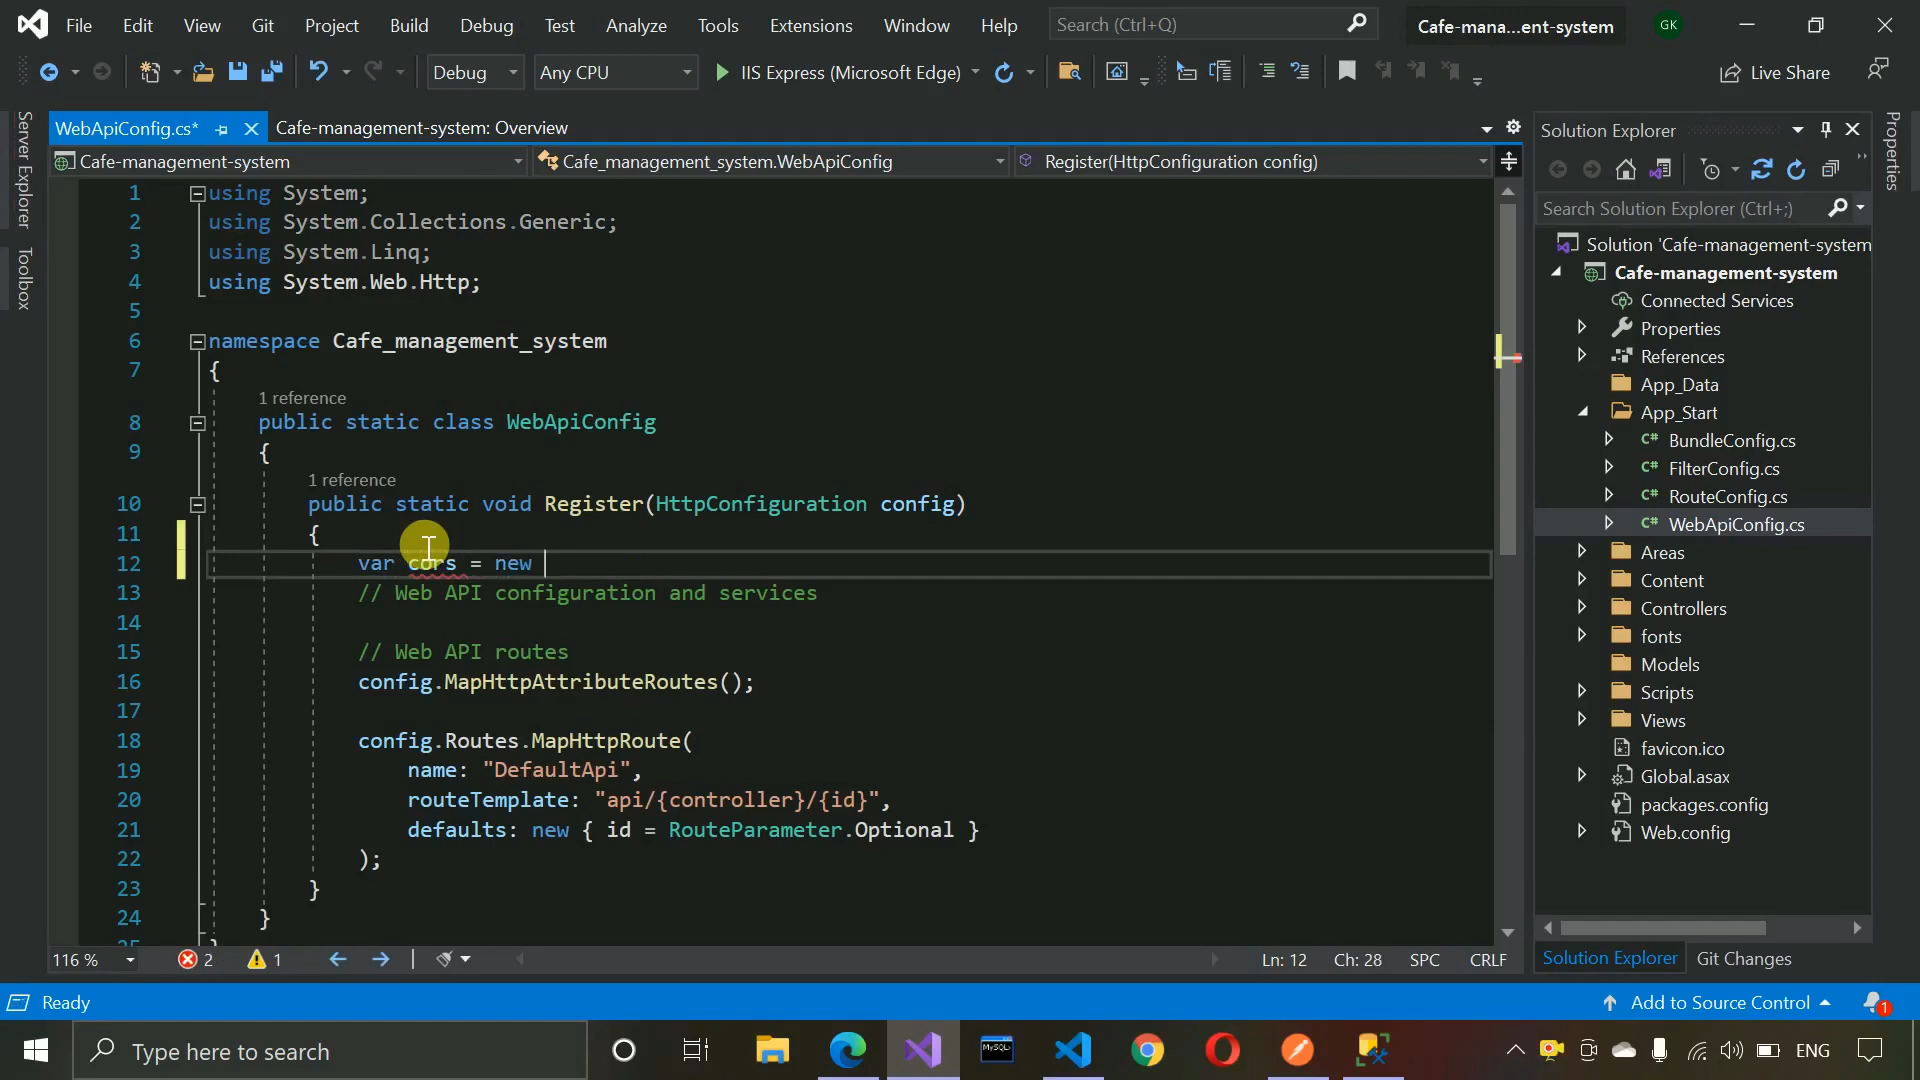 File Edit View Git Project Build Debug Test Analyze Tools Extensions Window Help Search (Ctrl+Q) Cafe-mana...ent-system GK
Debug Any CPU IIS Express (Microsoft Edge) Live Share
Server Explorer
Toolbox
WebApiConfig.cs* Cafe-management-system: Overview
Cafe-management-system Cafe_management_system.WebApiConfig Register(HttpConfiguration config)
1 using System;
2 using System.Collections.Generic;
3 using System.Linq;
4 using System.Web.Http;
5
6 namespace Cafe_management_system
7 {
1 reference
8 public static class WebApiConfig
9 {
1 reference
10 public static void Register(HttpConfiguration config)
11 {
12 var cors = new
13 // Web API configuration and services
14
15 // Web API routes
16 config.MapHttpAttributeRoutes();
17
18 config.Routes.MapHttpRoute(
19 name: "DefaultApi",
20 routeTemplate: "api/{controller}/{id}",
21 defaults: new { id = RouteParameter.Optional }
22 );
23 }
24 }
25 }
116 % 2 1 Ln: 12 Ch: 28 SPC CRLF
Solution Explorer
Search Solution Explorer (Ctrl+;)
Solution 'Cafe-management-system
Cafe-management-system
Connected Services
Properties
References
App_Data
App_Start
C# BundleConfig.cs
C# FilterConfig.cs
C# RouteConfig.cs
C# WebApiConfig.cs
Areas
Content
Controllers
fonts
Models
Scripts
Views
favicon.ico
Global.asax
packages.config
Web.config
Solution Explorer Git Changes
Properties
Ready Add to Source Control 1
Type here to search MySQL ENG